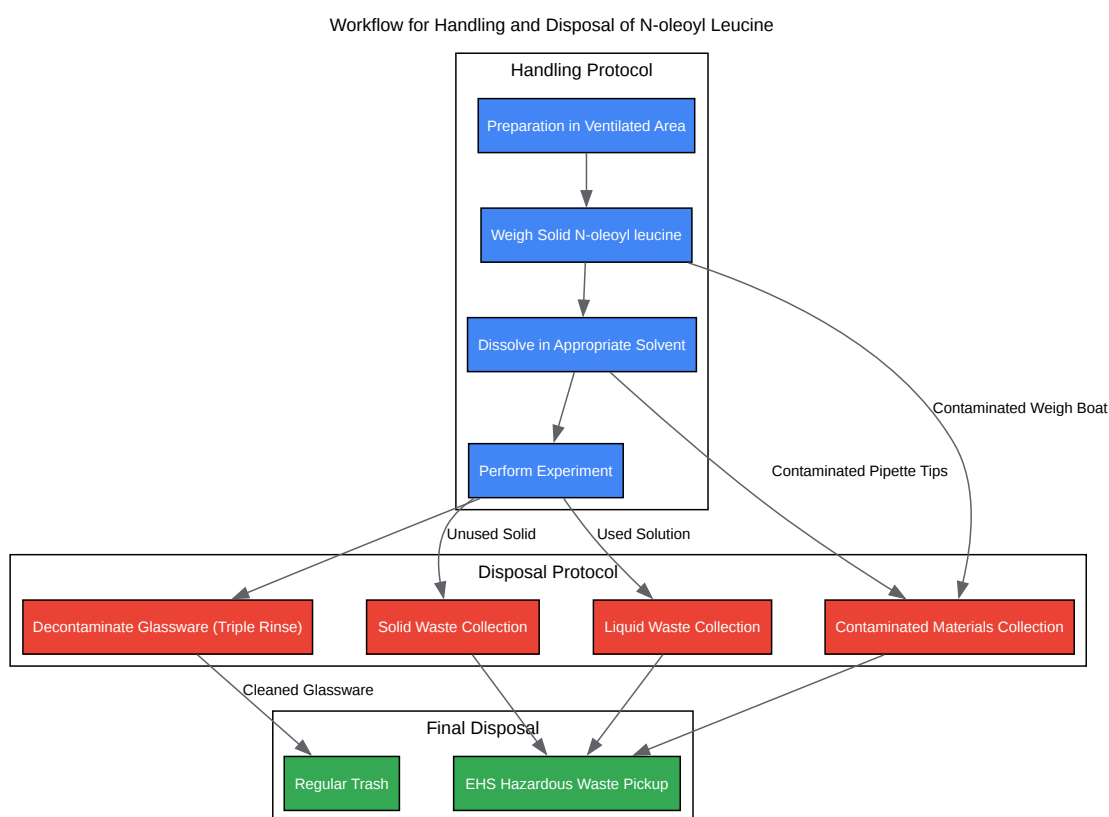 Workflow for Handling and Disposal of N-oleoyl Leucine
Handling Protocol
Preparation in Ventilated Area
Weigh Solid N-oleoyl leucine
Dissolve in Appropriate Solvent
Contaminated Weigh Boat
Contaminated Pipette Tips
Perform Experiment
Unused Solid
Used Solution
Disposal Protocol
Decontaminate Glassware (Triple Rinse)
Solid Waste Collection
Liquid Waste Collection
Contaminated Materials Collection
Cleaned Glassware
Final Disposal
Regular Trash
EHS Hazardous Waste Pickup